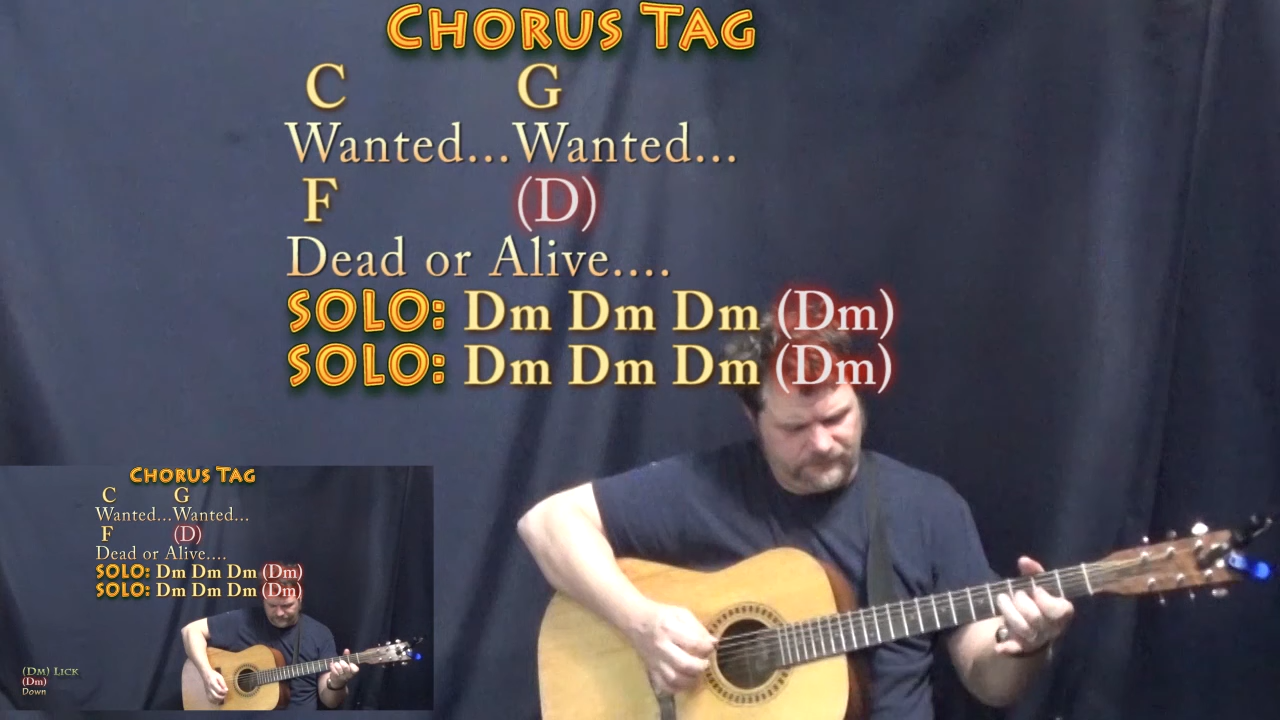 CHORUS TAG
C G
Wanted...Wanted...
F (D)
Dead or Alive....
SOLO: Dm Dm Dm (Dm)
SOLO: Dm Dm Dm (Dm)
CHORUS TAG
C G
Wanted...Wanted...
F (D)
Dead or Alive....
SOLO: Dm Dm Dm (Dm)
SOLO: Dm Dm Dm (Dm)
(DM) LICK
(Dm)
Down